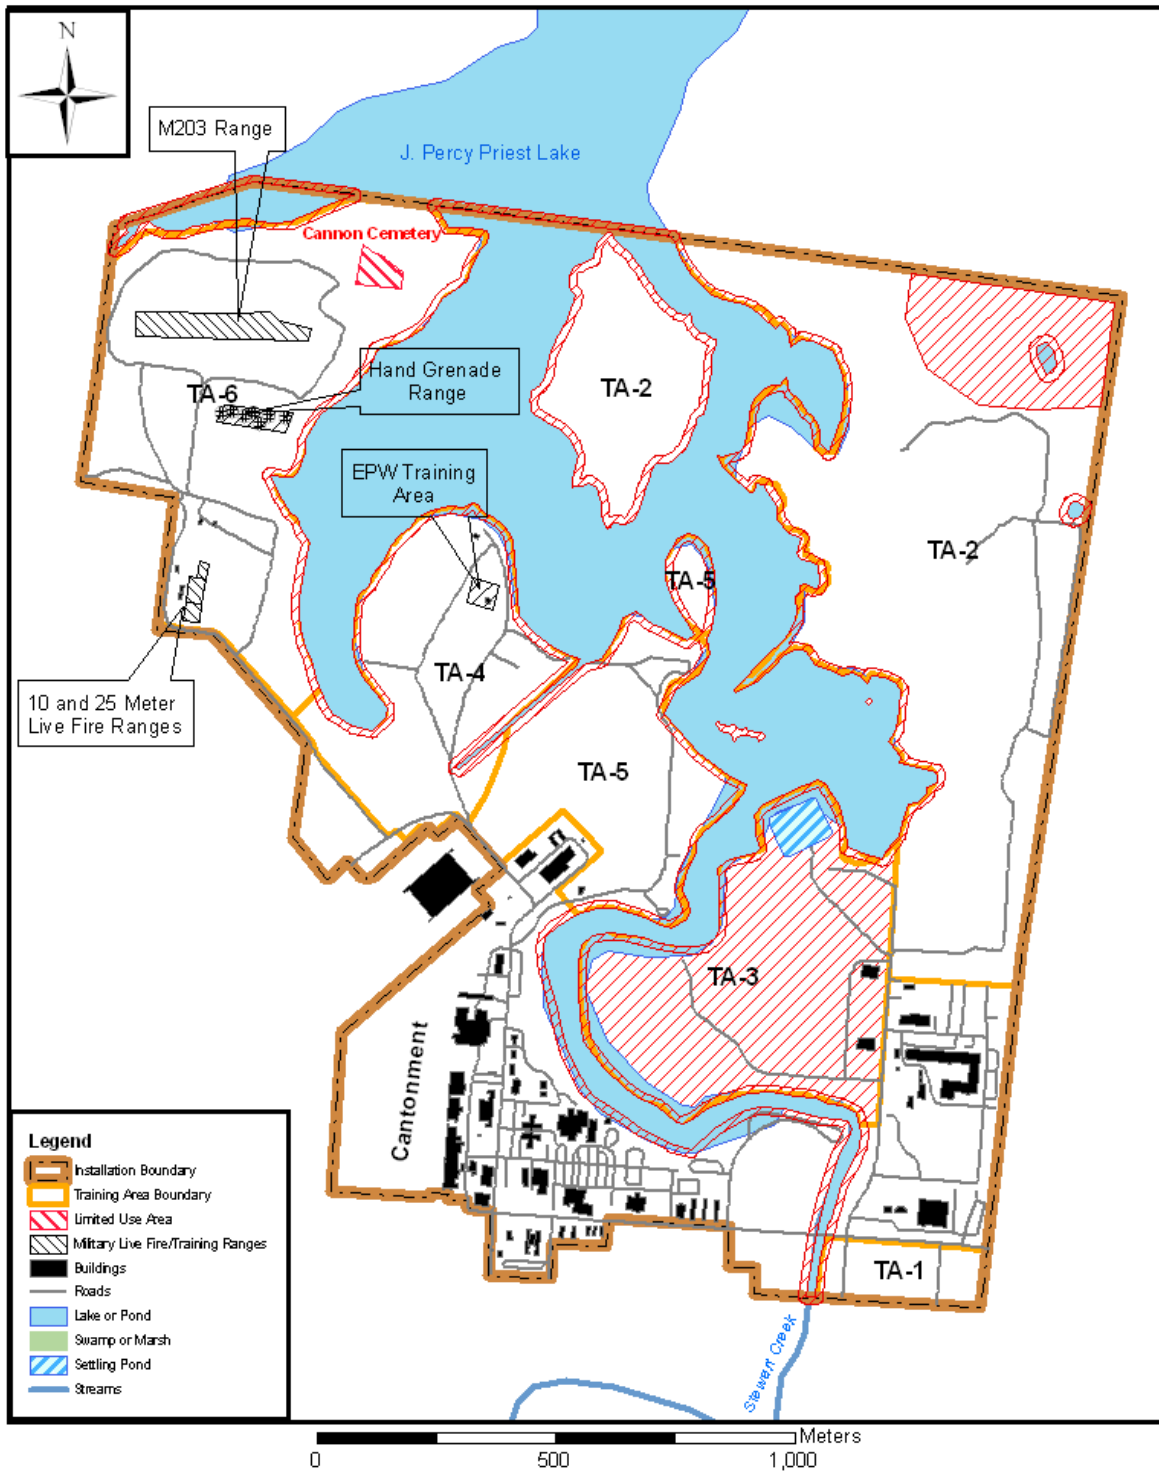 N
M203 Range
J. Percy Priest Lake
Cannon Cemetery
Hand Grenade
Range
TA-6
TA-2
EPW Training
Area
TA-2
TA-5
TA-4
10 and 25 Meter
Live Fire Ranges
TA-5
TA-3
Cantonment
TA-1
Stewart Creek
Legend
Installation Boundary
Training Area Boundary
Limited Use Area
Military Live Fire/Training Ranges
Buildings
Roads
Lake or Pond
Swamp or Marsh
Settling Pond
Streams
Meters
0 500 1,000